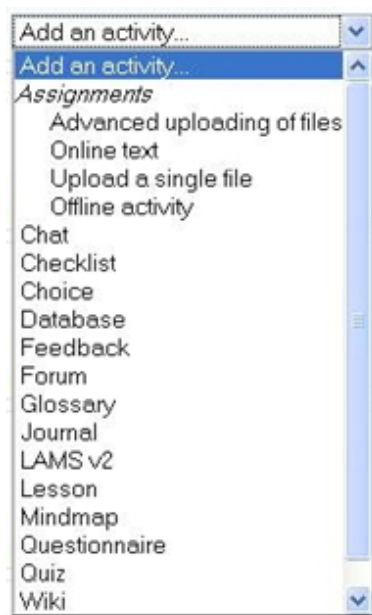 Add an activity...
Add an activity...
Assignments
Advanced uploading of files
Online text
Upload a single file
Offline activity
Chat
Checklist
Choice
Database
Feedback
Forum
Glossary
Journal
LAMS v2
Lesson
Mindmap
Questionnaire
Quiz
Wiki